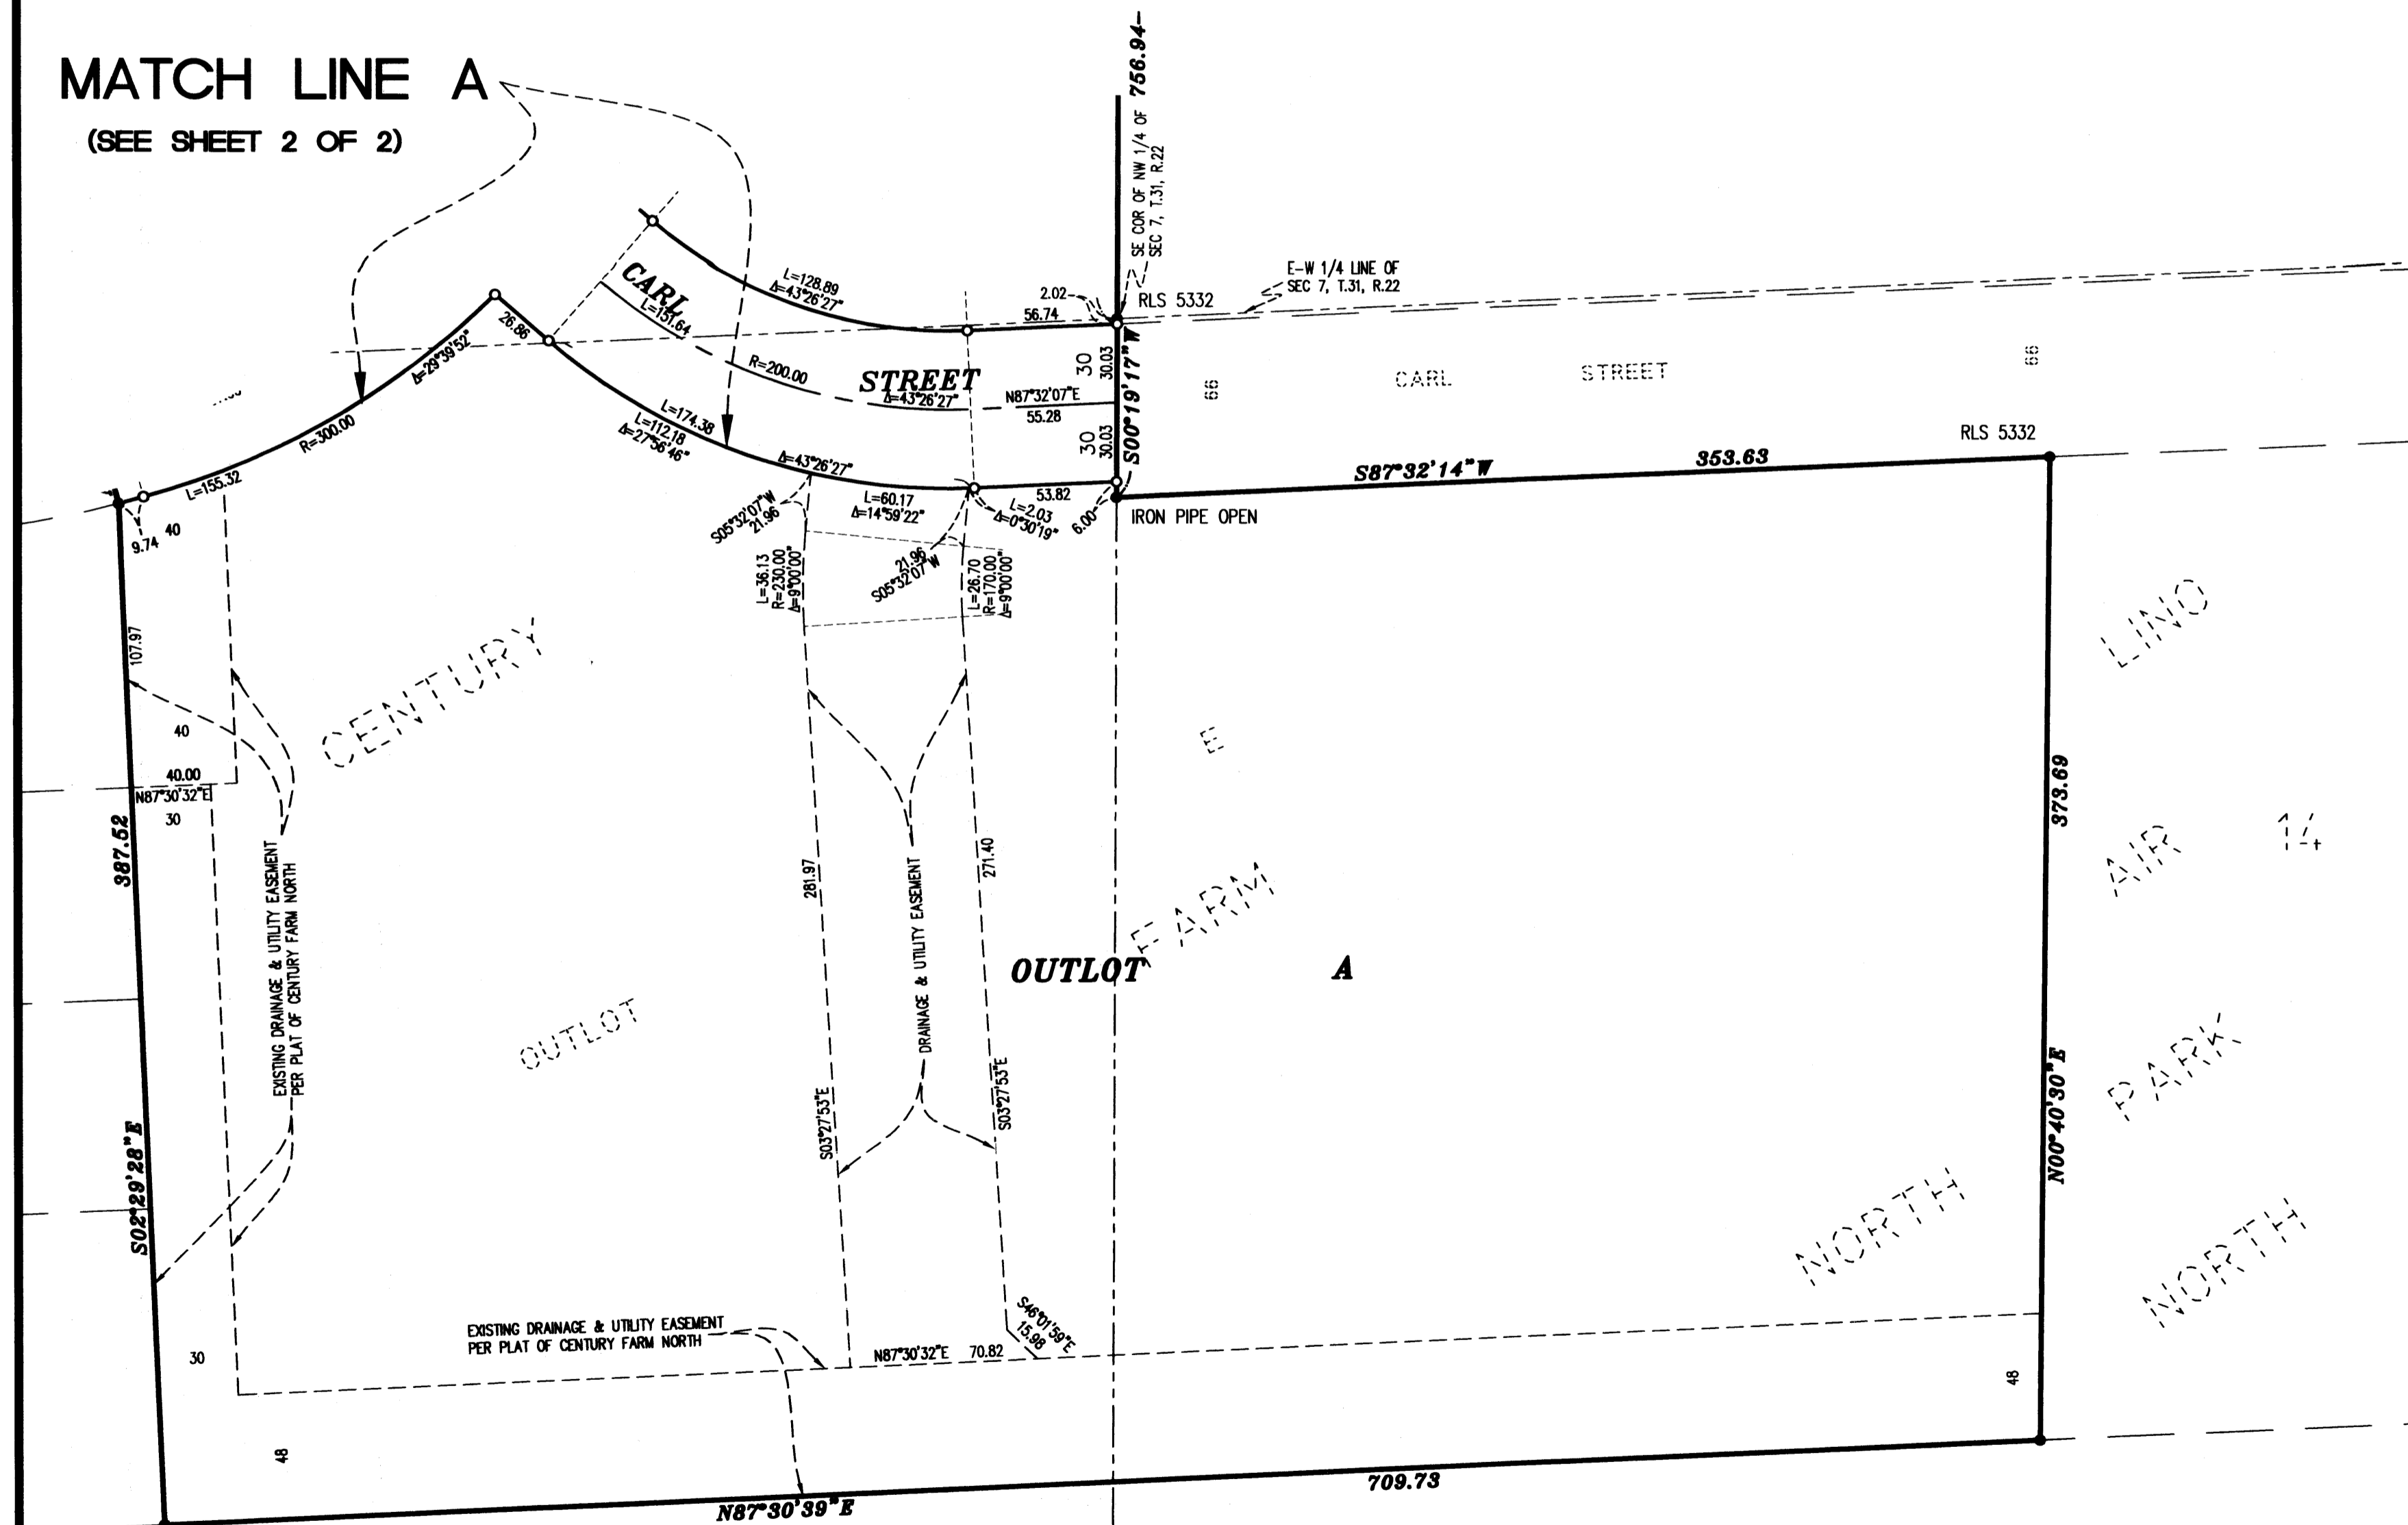 MATCH LINE A
(SEE SHEET 2 OF 2)
756.94
SE COR OF NW 1/4 OF
SEC 7, T.31, R.22
E-W 1/4 LINE OF
SEC 7, T.31, R.22
RLS 5332
2.02
56.74
L=128.89
Δ=43°26'27"
CARL
L=151.64
R=200.00
STREET
Δ=43°26'27"
N87°32'07"E
55.28
30
30.03
30
30.03
S00°19'17"W
66
CARL STREET
66
RLS 5332
26.86
Δ=29°39'52"
R=300.00
L=155.32
L=174.38
L=112.18
Δ=27°56'46"
Δ=43°26'27"
L=60.17
Δ=14°59'22"
53.82
L=2.03
Δ=0°30'19"
6.00
IRON PIPE OPEN
S87°32'14"W
353.63
S05°32'07"W
21.96
21.96
S05°32'07"W
L=36.13
R=230.00
Δ=9°00'00"
L=26.70
R=170.00
Δ=9°00'00"
9.74
40
107.97
40
40.00
N87°30'32"E
30
387.52
S02°29'28"E
30
EXISTING DRAINAGE & UTILITY EASEMENT
PER PLAT OF CENTURY FARM NORTH
CENTURY
E
FARM
NORTH
OUTLOT
281.97
S03°27'53"E
DRAINAGE & UTILITY EASEMENT
271.40
S03°27'53"E
OUTLOT A
373.69
N00°40'30"E
LINO
AIR
14
PARK
NORTH
EXISTING DRAINAGE & UTILITY EASEMENT
PER PLAT OF CENTURY FARM NORTH
N87°30'32"E 70.82
S46°01'59"E
15.98
48
48
N87°30'39"E
709.73